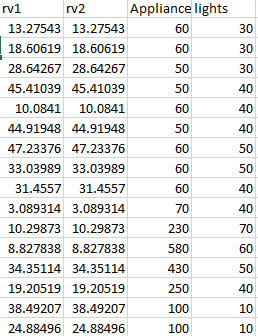 rv1 rv2 Appliance lights
13.27543 13.27543 60 30
18.60619 18.60619 60 30
28.64267 28.64267 50 30
45.41039 45.41039 50 40
10.0841 10.0841 60 40
44.91948 44.91948 50 40
47.23376 47.23376 60 50
33.03989 33.03989 60 50
31.4557 31.4557 60 40
3.089314 3.089314 70 40
10.29873 10.29873 230 70
8.827838 8.827838 580 60
34.35114 34.35114 430 50
19.20519 19.20519 250 40
38.49207 38.49207 100 10
24.88496 24.88496 100 10